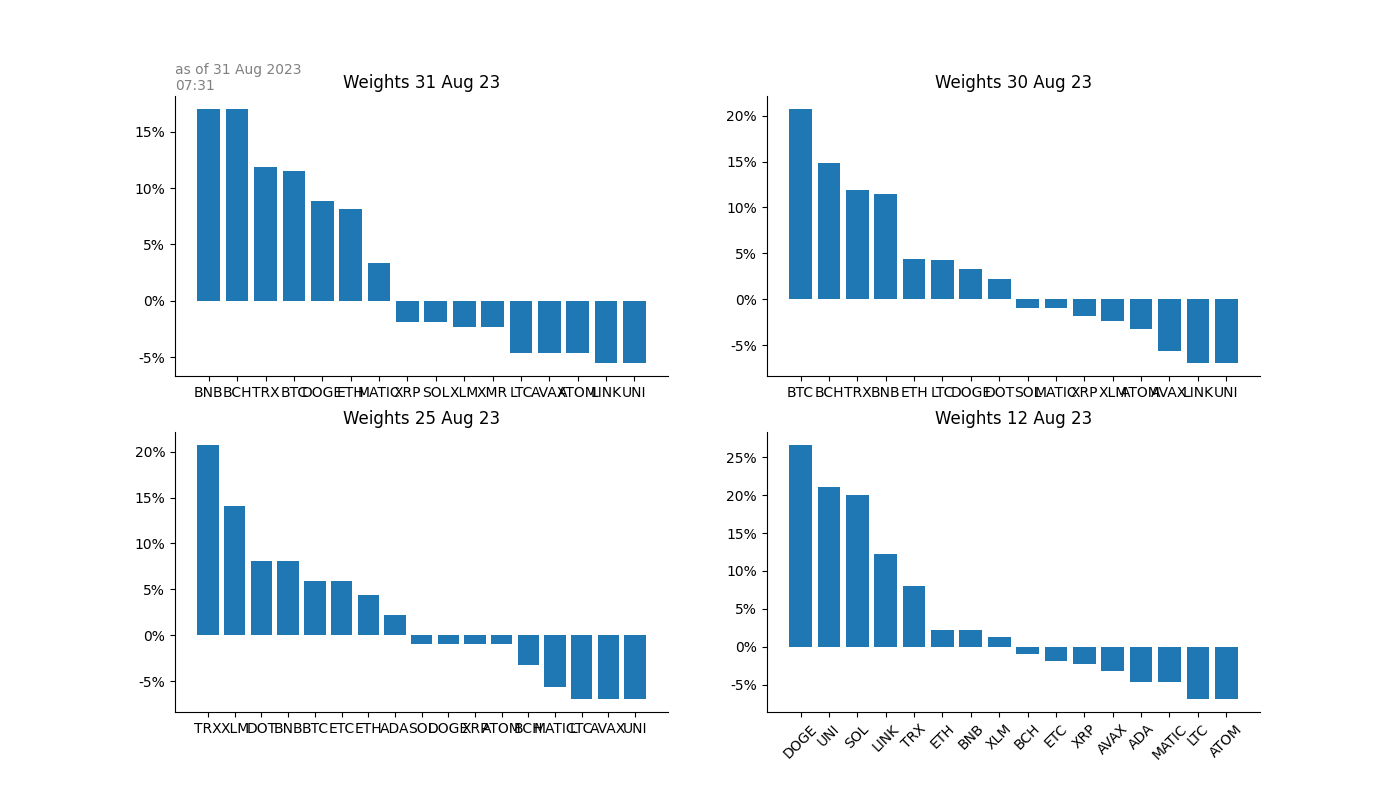 as of 31 Aug 2023
07:31
Weights 31 Aug 23
15%
10%
5%
0%
-5%
BNB BCH TRX BTC DOGE ETH MATIC XRP SOL XLM XMR LTC AVAX ATOM LINK UNI
Weights 30 Aug 23
20%
15%
10%
5%
0%
-5%
BTC BCH TRX BNB ETH LTC DOGE DOT SOL MATIC XRP XLM ATOM AVAX LINK UNI
Weights 25 Aug 23
20%
15%
10%
5%
0%
-5%
TRX XLM DOT BNB BTC ETC ETH ADA SOL DOGE XRP ATOM BCH MATIC LTC AVAX UNI
Weights 12 Aug 23
25%
20%
15%
10%
5%
0%
-5%
DOGE UNI SOL LINK TRX ETH BNB XLM BCH ETC XRP AVAX ADA MATIC LTC ATOM